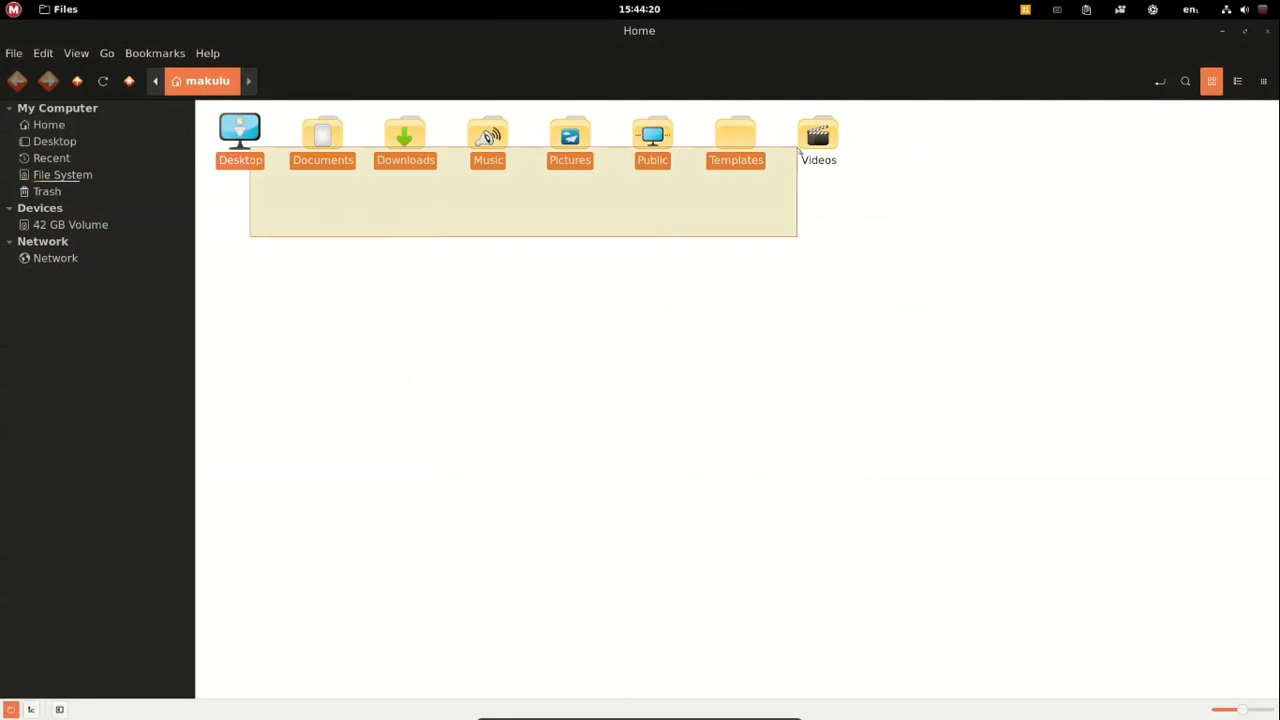 M Files 15:44:20 en₁
Home
File Edit View Go Bookmarks Help
makulu
My Computer
Home
Desktop
Recent
File System
Trash
Devices
42 GB Volume
Network
Network
Desktop Documents Downloads Music Pictures Public Templates Videos